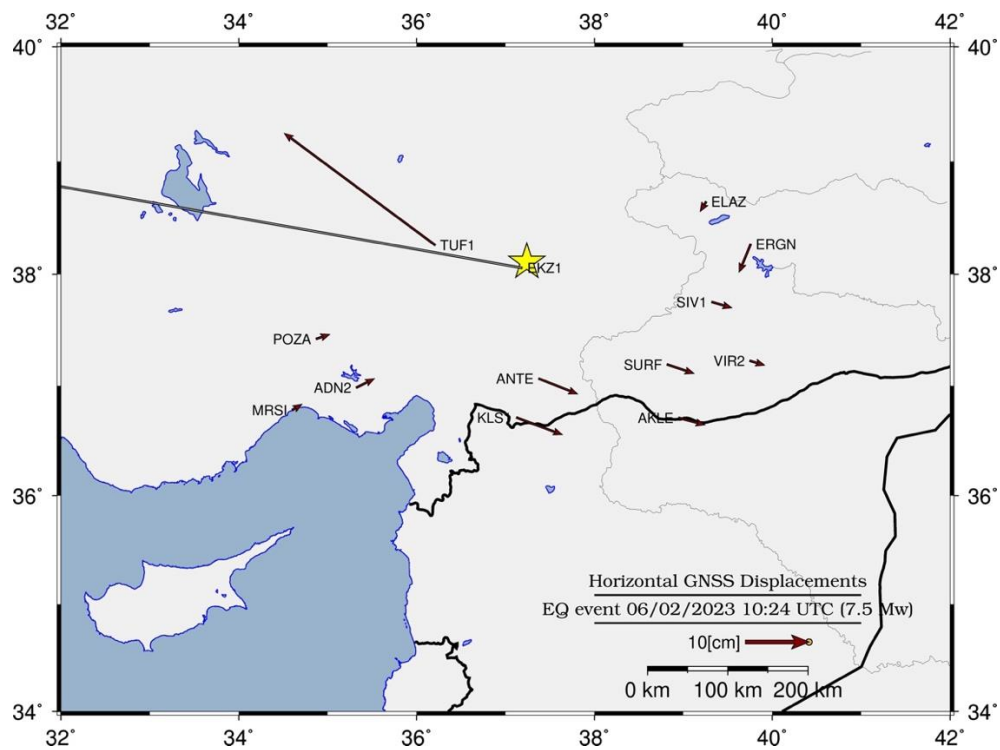 32˚ 34˚ 36˚ 38˚ 40˚ 42˚
40˚ 40˚
ELAZ
TUF1 ERGN
38˚ EKZ1 38˚
SIV1
POZA
SURF VIR2
ADN2 ANTE
MRSI KLS AKLE
36˚ 36˚
Horizontal GNSS Displacements
EQ event 06/02/2023 10:24 UTC (7.5 Mw)
10[cm]
0 km 100 km 200 km
34˚ 34˚
32˚ 34˚ 36˚ 38˚ 40˚ 42˚